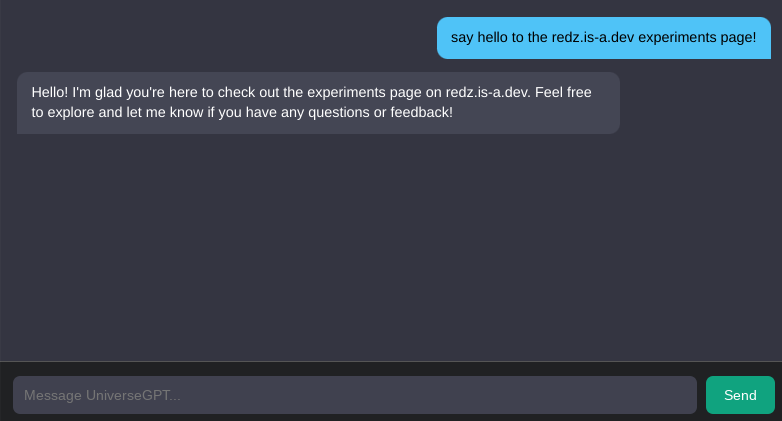 say hello to the redz.is-a.dev experiments page!
Hello! I'm glad you're here to check out the experiments page on redz.is-a.dev. Feel free
to explore and let me know if you have any questions or feedback!
Message UniverseGPT...
Send